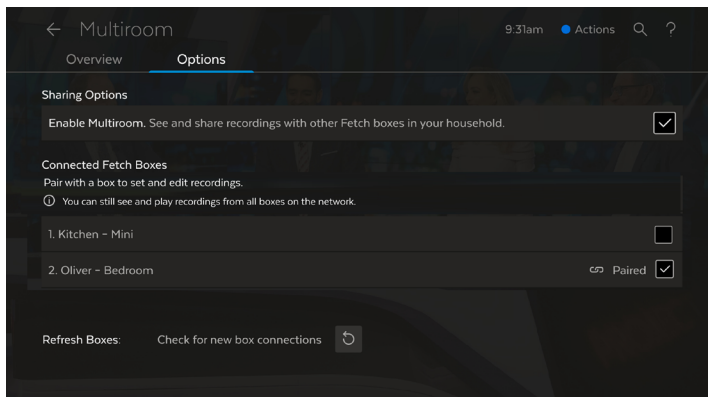 Multiroom
9:31am Actions
Overview Options
Sharing Options
Enable Multiroom. See and share recordings with other Fetch boxes in your household.
Connected Fetch Boxes
Pair with a box to set and edit recordings.
You can still see and play recordings from all boxes on the network.
1. Kitchen - Mini
2. Oliver - Bedroom Paired
Refresh Boxes: Check for new box connections